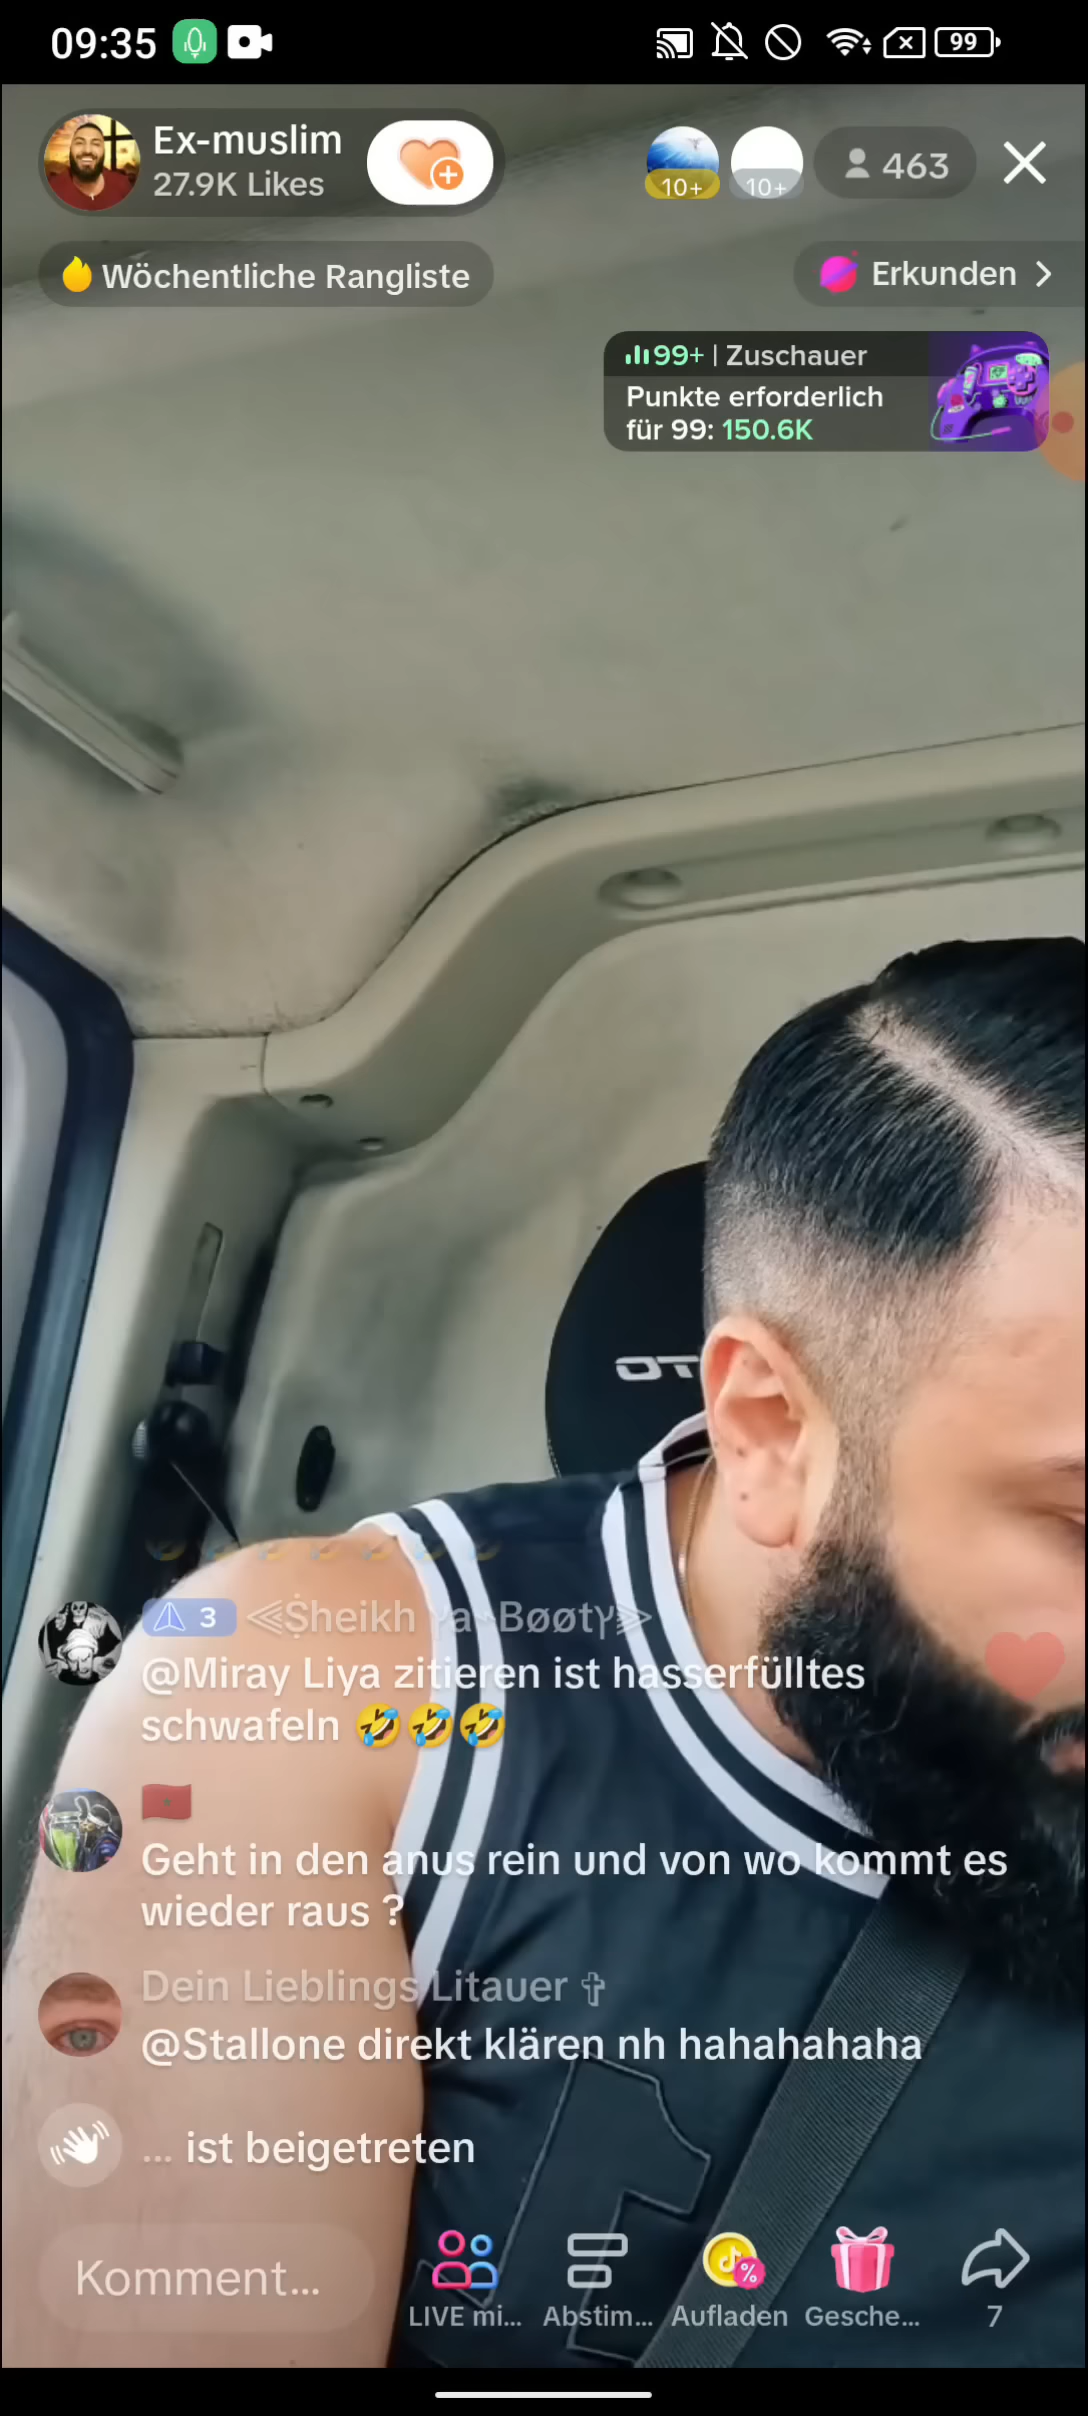 09:35
99
Ex-muslim
27.9K Likes
10+
10+
463
Wöchentliche Rangliste
Erkunden
99+ | Zuschauer
Punkte erforderlich
für 99: 150.6K
3
@Miray Liya zitieren ist hasserfülltes
schwafeln 🤣🤣🤣
🇲🇦
Geht in den anus rein und von wo kommt es
wieder raus ?
Dein Lieblings Litauer ✞
@Stallone direkt klären nh hahahahaha
... ist beigetreten
Komment...
LIVE mi...
Abstim...
Aufladen
Gesche...
7